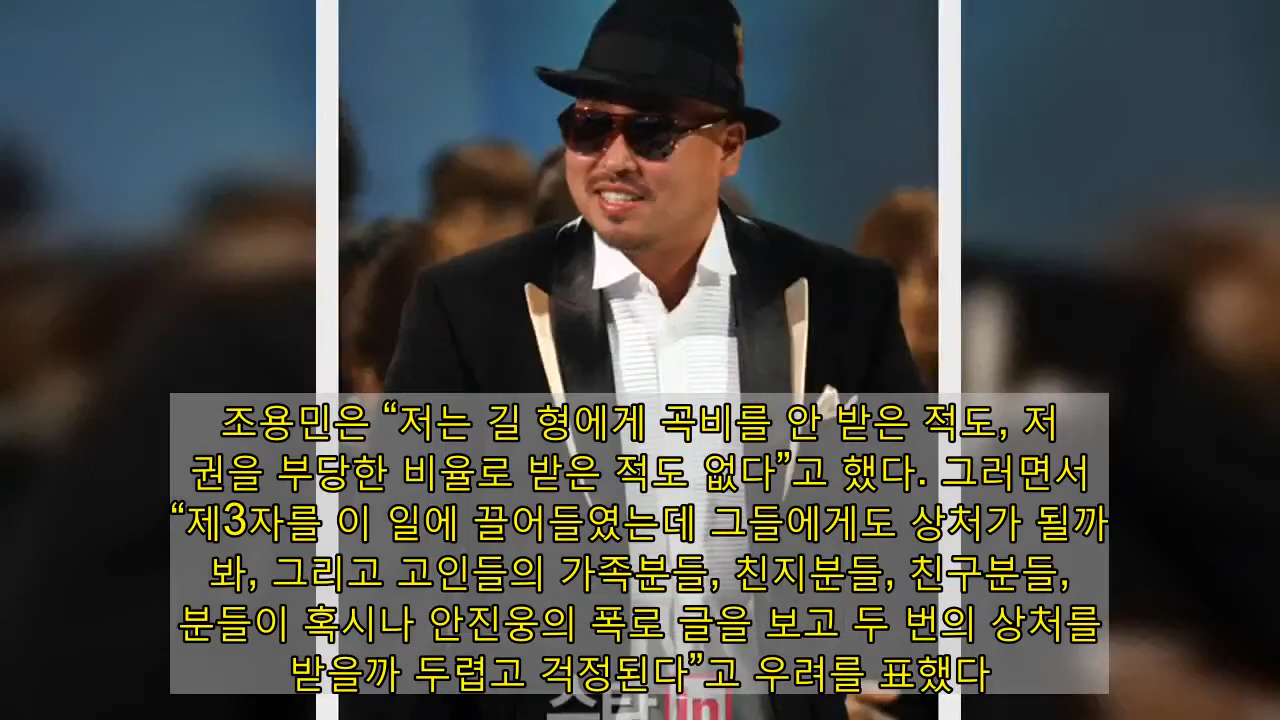 조용민은 “저는 길 형에게 곡비를 안 받은 적도, 저
권을 부당한 비율로 받은 적도 없다”고 했다. 그러면서
“제3자를 이 일에 끌어들였는데 그들에게도 상처가 될까
봐, 그리고 고인들의 가족분들, 친지분들, 친구분들,
분들이 혹시나 안진웅의 폭로 글을 보고 두 번의 상처를
받을까 두렵고 걱정된다”고 우려를 표했다
in